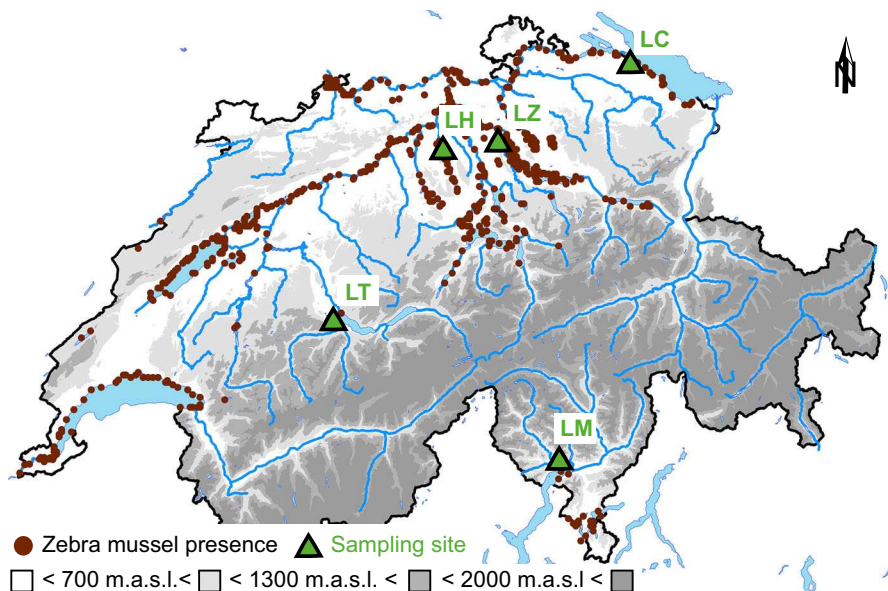 LC
N
LH
LZ
LT
LM
Zebra mussel presence
Sampling site
< 700 m.a.s.l.<
< 1300 m.a.s.l. <
< 2000 m.a.s.l <